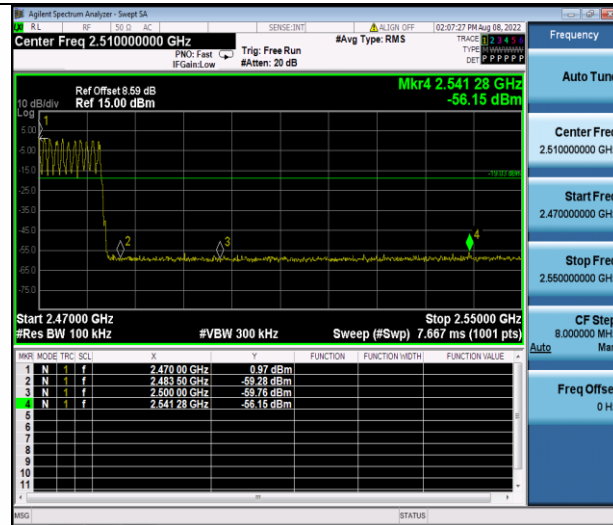 Agilent Spectrum Analyzer - Swept SA
RL RF 50 Ω AC SENSE:INT ALIGN OFF 02:07:27 PM Aug 08, 2022
Center Freq 2.510000000 GHz
PNO: Fast
IFGain:Low
Trig: Free Run
#Atten: 20 dB
#Avg Type: RMS
TRACE 1 2 3 4 5 6
TYPE M W W W W W
DET P P P P P P
Mkr4 2.541 28 GHz
-56.15 dBm
Ref Offset 8.59 dB
Ref 15.00 dBm
10 dB/div
Log
5.00
-5.00
-15.0
-25.0
-35.0
-45.0
-55.0
-65.0
-75.0
1
2
3
4
Start 2.47000 GHz Stop 2.55000 GHz
#Res BW 100 kHz #VBW 300 kHz Sweep (#Swp) 7.667 ms (1001 pts)
MKR MODE TRC SCL X Y FUNCTION FUNCTION WIDTH FUNCTION VALUE
1 N 1 f 2.470 00 GHz 0.97 dBm
2 N 1 f 2.483 50 GHz -59.28 dBm
3 N 1 f 2.500 00 GHz -59.76 dBm
4 N 1 f 2.541 28 GHz -56.15 dBm
5
6
7
8
9
10
11
MSG STATUS
Frequency
Auto Tune
Center Freq
2.510000000 GHz
Start Freq
2.470000000 GHz
Stop Freq
2.550000000 GHz
CF Step
8.000000 MHz
Auto Man
Freq Offset
0 Hz